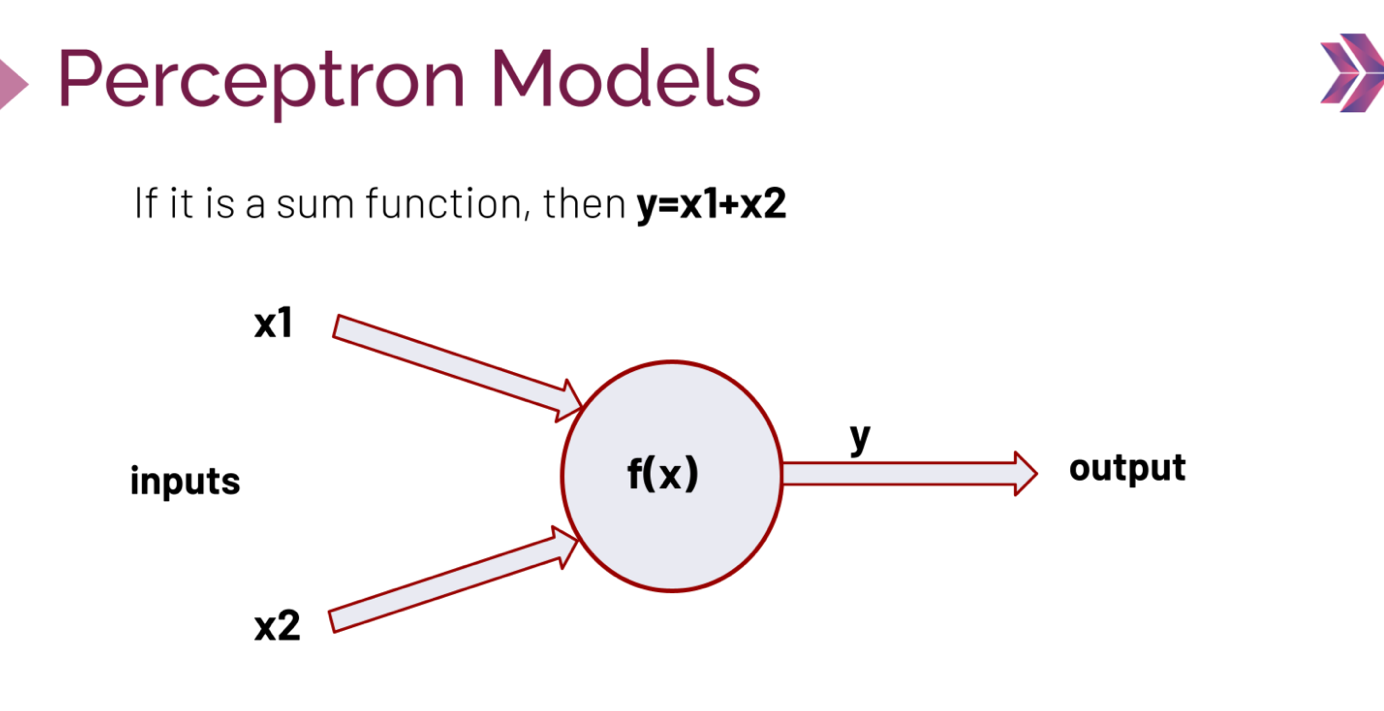 Perceptron Models
If it is a sum function, then y=x1+x2
x1
inputs
f(x)
y
output
x2